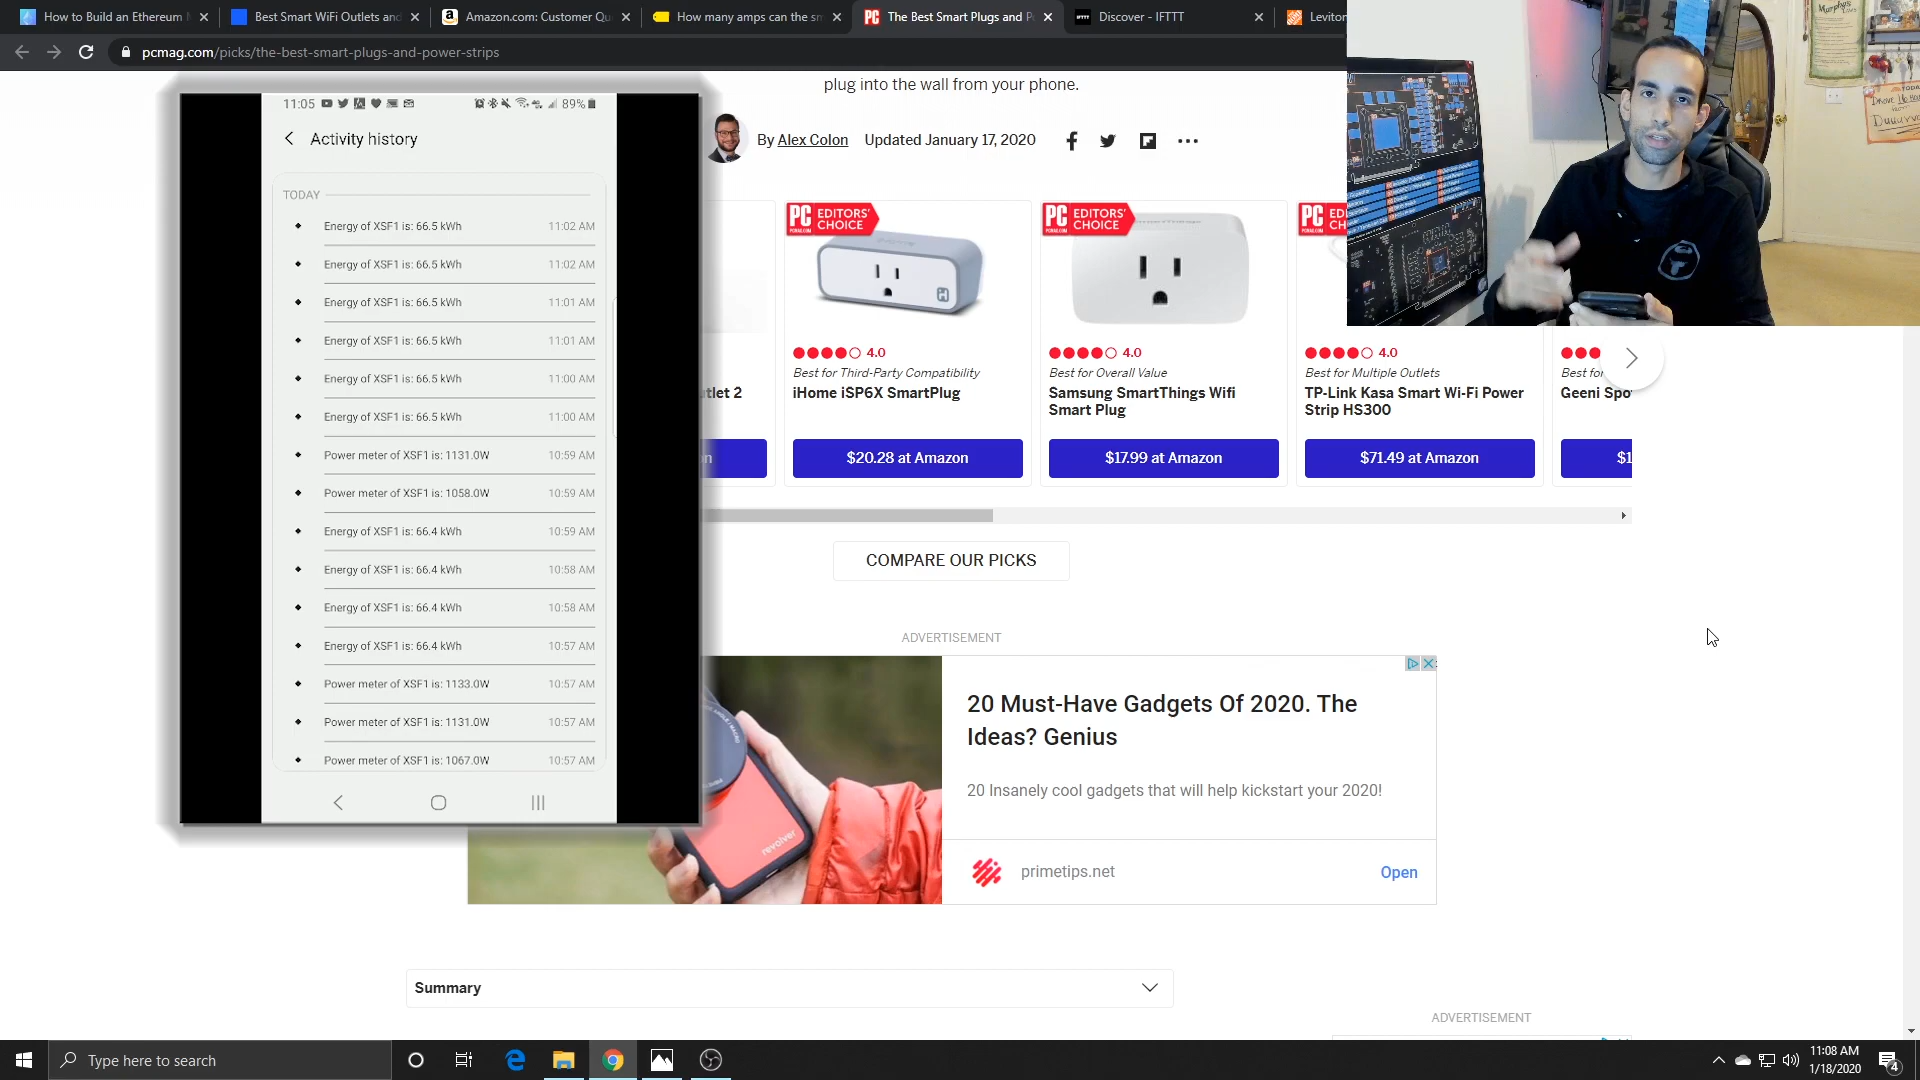 How to Build an Ethereum
Best Smart WiFi Outlets and
Amazon.com: Customer Qu
How many amps can the sm
PC
The Best Smart Plugs and P
Discover - IFTTT
Leviton
pcmag.com/picks/the-best-smart-plugs-and-power-strips
plug into the wall from your phone.
By Alex Colon Updated January 17, 2020
11:05
89%
Activity history
TODAY
Energy of XSF1 is: 66.5 kWh 11:02 AM
Energy of XSF1 is: 66.5 kWh 11:02 AM
Energy of XSF1 is: 66.5 kWh 11:01 AM
Energy of XSF1 is: 66.5 kWh 11:01 AM
Energy of XSF1 is: 66.5 kWh 11:00 AM
Energy of XSF1 is: 66.5 kWh 11:00 AM
Power meter of XSF1 is: 1131.0W 10:59 AM
Power meter of XSF1 is: 1058.0W 10:59 AM
Energy of XSF1 is: 66.4 kWh 10:59 AM
Energy of XSF1 is: 66.4 kWh 10:58 AM
Energy of XSF1 is: 66.4 kWh 10:58 AM
Energy of XSF1 is: 66.4 kWh 10:57 AM
Power meter of XSF1 is: 1133.0W 10:57 AM
Power meter of XSF1 is: 1131.0W 10:57 AM
Power meter of XSF1 is: 1067.0W 10:57 AM
utlet 2
n
PC EDITORS' CHOICE
4.0
Best for Third-Party Compatibility
iHome iSP6X SmartPlug
$20.28 at Amazon
PC EDITORS' CHOICE
4.0
Best for Overall Value
Samsung SmartThings Wifi
Smart Plug
$17.99 at Amazon
PC ED
CH
4.0
Best for Multiple Outlets
TP-Link Kasa Smart Wi-Fi Power
Strip HS300
$71.49 at Amazon
Best for
Geeni Spo
$1
COMPARE OUR PICKS
ADVERTISEMENT
20 Must-Have Gadgets Of 2020. The
Ideas? Genius
20 Insanely cool gadgets that will help kickstart your 2020!
primetips.net
Open
revolver
Summary
ADVERTISEMENT
Type here to search
11:08 AM
1/18/2020
4
Murphy's